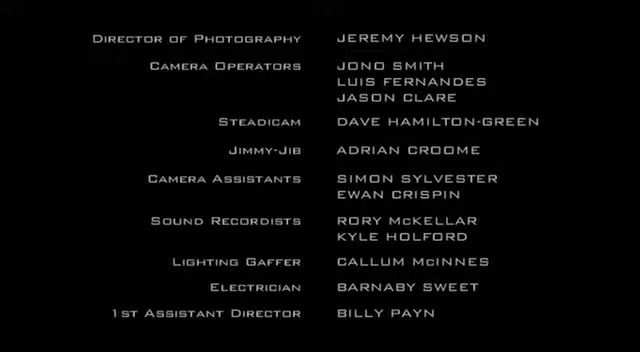 Director of Photography JEREMY HEWSON
Camera Operators JONO SMITH
LUIS FERNANDES
JASON CLARE
Steadicam DAVE HAMILTON-GREEN
Jimmy-Jib ADRIAN CROOME
Camera Assistants SIMON SYLVESTER
EWAN CRISPIN
Sound Recordists RORY McKELLAR
KYLE HOLFORD
Lighting Gaffer CALLUM McINNES
Electrician BARNABY SWEET
1st Assistant Director BILLY PAYN